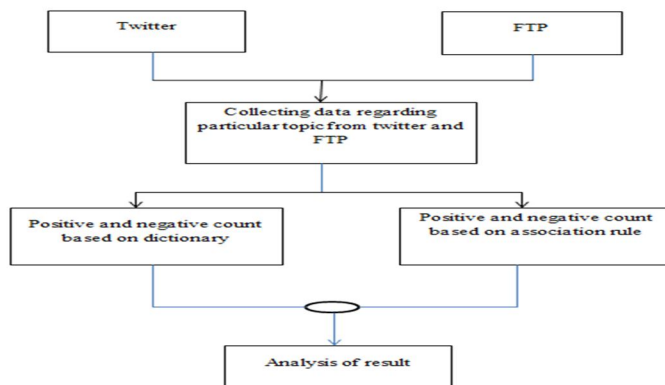 Twitter
FTP
Collecting data regarding
particular topic from twitter and
FTP
Positive and negative count
based on dictionary
Positive and negative count
based on association rule
Analysis of result